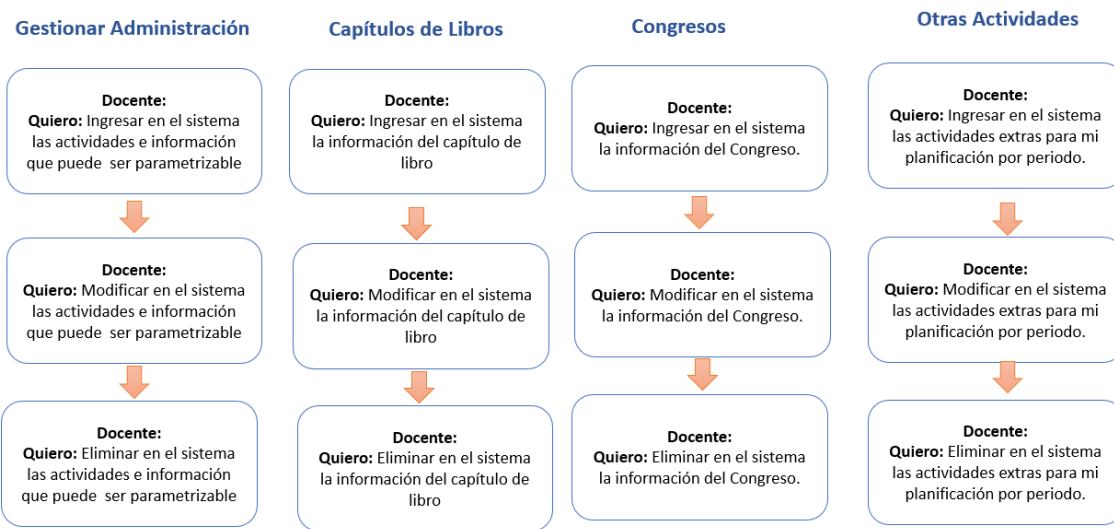 Gestionar Administración
Docente:
Quiero: Ingresar en el sistema
las actividades e información
que puede ser parametrizable
Docente:
Quiero: Modificar en el sistema
las actividades e información
que puede ser parametrizable
Docente:
Quiero: Eliminar en el sistema
las actividades e información
que puede ser parametrizable
Capítulos de Libros
Docente:
Quiero: Ingresar en el sistema
la información del capítulo de
libro
Docente:
Quiero: Modificar en el sistema
la información del capítulo de
libro
Docente:
Quiero: Eliminar en el sistema
la información del capítulo de
libro
Congresos
Docente:
Quiero: Ingresar en el sistema
la información del Congreso.
Docente:
Quiero: Modificar en el sistema
la información del Congreso.
Docente:
Quiero: Eliminar en el sistema
la información del Congreso.
Otras Actividades
Docente:
Quiero: Ingresar en el sistema
las actividades extras para mi
planificación por periodo.
Docente:
Quiero: Modificar en el sistema
las actividades extras para mi
planificación por periodo.
Docente:
Quiero: Eliminar en el sistema
las actividades extras para mi
planificación por periodo.